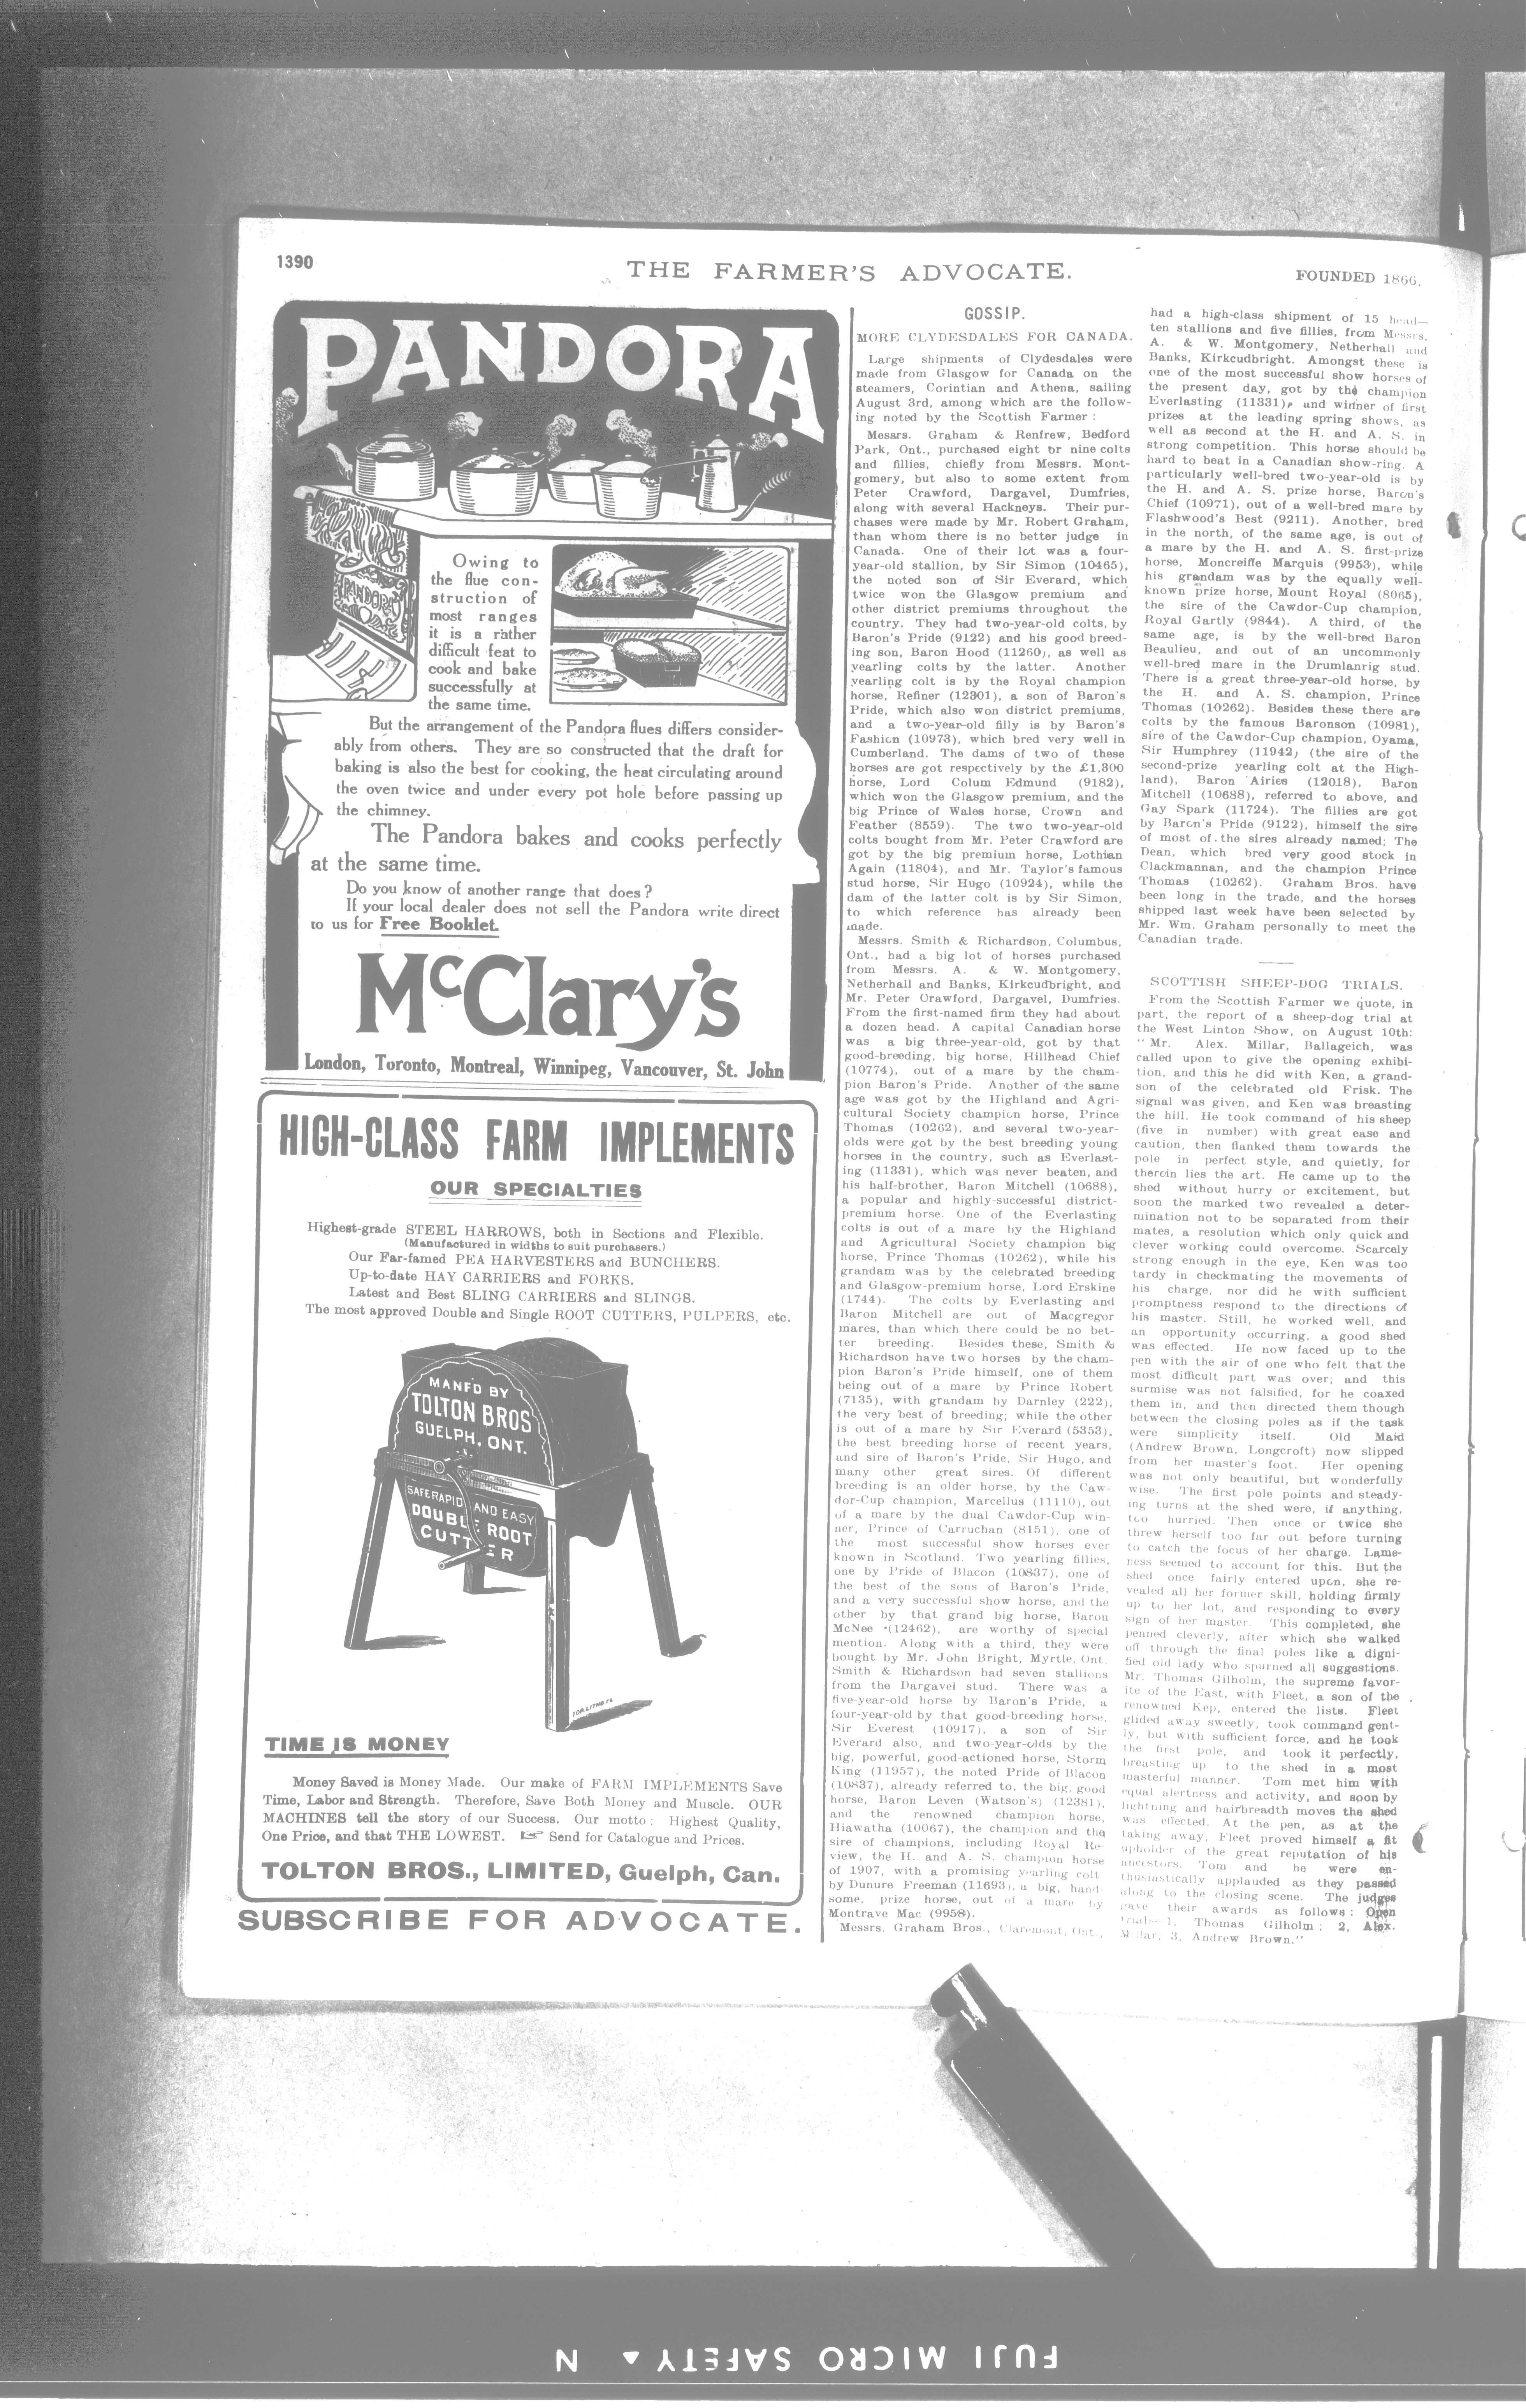 1390
THE FARMER'S ADVOCATE.
FOUNDED 1866.
PANDORA
PANDORA
Owing to
the flue con-
struction of
most ranges
it is a rather
difficult feat to
cook and bake
successfully at
the same time.
But the arrangement of the Pandora flues differs consider-
ably from others. They are so constructed that the draft for
baking is also the best for cooking, the heat circulating around
the oven twice and under every pot hole before passing up
the chimney.
The Pandora bakes and cooks perfectly
at the same time.
Do you know of another range that does?
If your local dealer does not sell the Pandora write direct
to us for Free Booklet.
McClary's
London, Toronto, Montreal, Winnipeg, Vancouver, St. John
HIGH-CLASS FARM IMPLEMENTS
OUR SPECIALTIES
Highest-grade STEEL HARROWS, both in Sections and Flexible.
(Manufactured in widths to suit purchasers.)
Our Far-famed PEA HARVESTERS and BUNCHERS.
Up-to-date HAY CARRIERS and FORKS.
Latest and Best SLING CARRIERS and SLINGS.
The most approved Double and Single ROOT CUTTERS, PULPERS, etc.
MANFD BY
TOLTON BROS
GUELPH, ONT.
SAFE RAPID AND EASY
DOUBLE ROOT
CUTTER
TOR.LITHO.Co
TIME IS MONEY
Money Saved is Money Made. Our make of FARM IMPLEMENTS Save
Time, Labor and Strength. Therefore, Save Both Money and Muscle. OUR
MACHINES tell the story of our Success. Our motto: Highest Quality,
One Price, and that THE LOWEST. ☞ Send for Catalogue and Prices.
TOLTON BROS., LIMITED, Guelph, Can.
SUBSCRIBE FOR ADVOCATE.
GOSSIP.
MORE CLYDESDALES FOR CANADA.
Large shipments of Clydesdales were
made from Glasgow for Canada on the
steamers, Corintian and Athena, sailing
August 3rd, among which are the follow-
ing noted by the Scottish Farmer :
Messrs. Graham & Renfrew, Bedford
Park, Ont., purchased eight or nine colts
and fillies, chiefly from Messrs. Mont-
gomery, but also to some extent from
Peter Crawford, Dargavel, Dumfries,
along with several Hackneys. Their pur-
chases were made by Mr. Robert Graham,
than whom there is no better judge in
Canada. One of their lot was a four-
year-old stallion, by Sir Simon (10465),
the noted son of Sir Everard, which
twice won the Glasgow premium and
other district premiums throughout the
country. They had two-year-old colts, by
Baron's Pride (9122) and his good breed-
ing son, Baron Hood (11260), as well as
yearling colts by the latter. Another
yearling colt is by the Royal champion
horse, Refiner (12301), a son of Baron's
Pride, which also won district premiums,
and a two-year-old filly is by Baron's
Fashion (10973), which bred very well in
Cumberland. The dams of two of these
horses are got respectively by the £1,300
horse, Lord Colum Edmund (9182),
which won the Glasgow premium, and the
big Prince of Wales horse, Crown and
Feather (8559). The two two-year-old
colts bought from Mr. Peter Crawford are
got by the big premium horse, Lothian
Again (11804), and Mr. Taylor's famous
stud horse, Sir Hugo (10924), while the
dam of the latter colt is by Sir Simon,
to which reference has already been
made.
Messrs. Smith & Richardson, Columbus,
Ont., had a big lot of horses purchased
from Messrs. A. & W. Montgomery,
Netherhall and Banks, Kirkcudbright, and
Mr. Peter Crawford, Dargavel, Dumfries.
From the first-named firm they had about
a dozen head. A capital Canadian horse
was a big three-year-old, got by that
good-breeding, big horse, Hillhead Chief
(10774), out of a mare by the cham-
pion Baron's Pride. Another of the same
age was got by the Highland and Agri-
cultural Society champion horse, Prince
Thomas (10262), and several two-year-
olds were got by the best breeding young
horses in the country, such as Everlast-
ing (11331), which was never beaten, and
his half-brother, Baron Mitchell (10688),
a popular and highly-successful district-
premium horse. One of the Everlasting
colts is out of a mare by the Highland
and Agricultural Society champion big
horse, Prince Thomas (10262), while his
grandam was by the celebrated breeding
and Glasgow-premium horse, Lord Erskine
(1744). The colts by Everlasting and
Baron Mitchell are out of Macgregor
mares, than which there could be no bet-
ter breeding. Besides these, Smith &
Richardson have two horses by the cham-
pion Baron's Pride himself, one of them
being out of a mare by Prince Robert
(7135), with grandam by Darnley (222),
the very best of breeding; while the other
is out of a mare by Sir Everard (5353),
the best breeding horse of recent years,
and sire of Baron's Pride, Sir Hugo, and
many other great sires. Of different
breeding is an older horse, by the Caw-
dor-Cup champion, Marcellus (11110), out
of a mare by the dual Cawdor-Cup win-
ner, Prince of Carruchan (8151), one of
the most successful show horses ever
known in Scotland. Two yearling fillies,
one by Pride of Blacon (10837), one of
the best of the sons of Baron's Pride,
and a very successful show horse, and the
other by that grand big horse, Baron
McNee (12462), are worthy of special
mention. Along with a third, they were
bought by Mr. John Bright, Myrtle, Ont.
Smith & Richardson had seven stallions
from the Dargavel stud. There was a
five-year-old horse by Baron's Pride, a
four-year-old by that good-breeding horse,
Sir Everest (10917), a son of Sir
Everard also, and two-year-olds by the
big, powerful, good-actioned horse, Storm
King (11957), the noted Pride of Blacon
(10837), already referred to, the big, good
horse, Baron Leven (Watson's) (12381),
and the renowned champion horse,
Hiawatha (10067), the champion and the
sire of champions, including Royal Re-
view, the H. and A. S. champion horse
of 1907, with a promising yearling colt
by Dunure Freeman (11693), a big, hand-
some, prize horse, out of a mare by
Montrave Mac (9958).
Messrs. Graham Bros., Claremont, Ont.,
had a high-class shipment of 15 head—
ten stallions and five fillies, from Messrs.
A. & W. Montgomery, Netherhall and
Banks, Kirkcudbright. Amongst these is
one of the most successful show horses of
the present day, got by the champion
Everlasting (11331), and winner of first
prizes at the leading spring shows, as
well as second at the H. and A. S. in
strong competition. This horse should be
hard to beat in a Canadian show-ring. A
particularly well-bred two-year-old is by
the H. and A. S. prize horse, Baron's
Chief (10971), out of a well-bred mare by
Flashwood's Best (9211). Another, bred
in the north, of the same age, is out of
a mare by the H. and A. S. first-prize
horse, Moncreiffe Marquis (9953), while
his grandam was by the equally well-
known prize horse, Mount Royal (8065),
the sire of the Cawdor-Cup champion,
Royal Gartly (9844). A third, of the
same age, is by the well-bred Baron
Beaulieu, and out of an uncommonly
well-bred mare in the Drumlanrig stud.
There is a great three-year-old horse, by
the H. and A. S. champion, Prince
Thomas (10262). Besides these there are
colts by the famous Baronson (10981),
sire of the Cawdor-Cup champion, Oyama,
Sir Humphrey (11942) (the sire of the
second-prize yearling colt at the High-
land), Baron Airies (12018), Baron
Mitchell (10688), referred to above, and
Gay Spark (11724). The fillies are got
by Baron's Pride (9122), himself the sire
of most of the sires already named; The
Dean, which bred very good stock in
Clackmannan, and the champion Prince
Thomas (10262). Graham Bros. have
been long in the trade, and the horses
shipped last week have been selected by
Mr. Wm. Graham personally to meet the
Canadian trade.
SCOTTISH SHEEP-DOG TRIALS.
From the Scottish Farmer we quote, in
part, the report of a sheep-dog trial at
the West Linton Show, on August 10th:
" Mr. Alex. Millar, Ballageich, was
called upon to give the opening exhibi-
tion, and this he did with Ken, a grand-
son of the celebrated old Frisk. The
signal was given, and Ken was breasting
the hill. He took command of his sheep
(five in number) with great ease and
caution, then flanked them towards the
pole in perfect style, and quietly, for
therein lies the art. He came up to the
shed without hurry or excitement, but
soon the marked two revealed a deter-
mination not to be separated from their
mates, a resolution which only quick and
clever working could overcome. Scarcely
strong enough in the eye, Ken was too
tardy in checkmating the movements of
his charge, nor did he with sufficient
promptness respond to the directions of
his master. Still, he worked well, and
an opportunity occurring, a good shed
was effected. He now faced up to the
pen with the air of one who felt that the
most difficult part was over; and this
surmise was not falsified, for he coaxed
them in, and then directed them though
between the closing poles as if the task
were simplicity itself. Old Maid
(Andrew Brown, Longcroft) now slipped
from her master's foot. Her opening
was not only beautiful, but wonderfully
wise. The first pole points and steady-
ing turns at the shed were, if anything,
too hurried. Then once or twice she
threw herself too far out before turning
to catch the focus of her charge. Lame-
ness seemed to account for this. But the
shed once fairly entered upon, she re-
vealed all her former skill, holding firmly
up to her lot, and responding to every
sign of her master. This completed, she
penned cleverly, after which she walked
off through the final poles like a digni-
fied old lady who spurned all suggestions.
Mr. Thomas Gilholm, the supreme favor-
ite of the East, with Fleet, a son of the
renowned Kep, entered the lists. Fleet
glided away sweetly, took command gent-
ly, but with sufficient force, and he took
the first pole, and took it perfectly,
breasting up to the shed in a most
masterful manner. Tom met him with
equal alertness and activity, and soon by
lightning and hairbreadth moves the shed
was effected. At the pen, as at the
taking away, Fleet proved himself a fit
upholder of the great reputation of his
ancestors. Tom and he were en-
thusiastically applauded as they passed
along to the closing scene. The judges
gave their awards as follows: Open
trials—1, Thomas Gilholm; 2, Alex.
Millar; 3, Andrew Brown."
FUJI MICRO SAFETY ▲ N